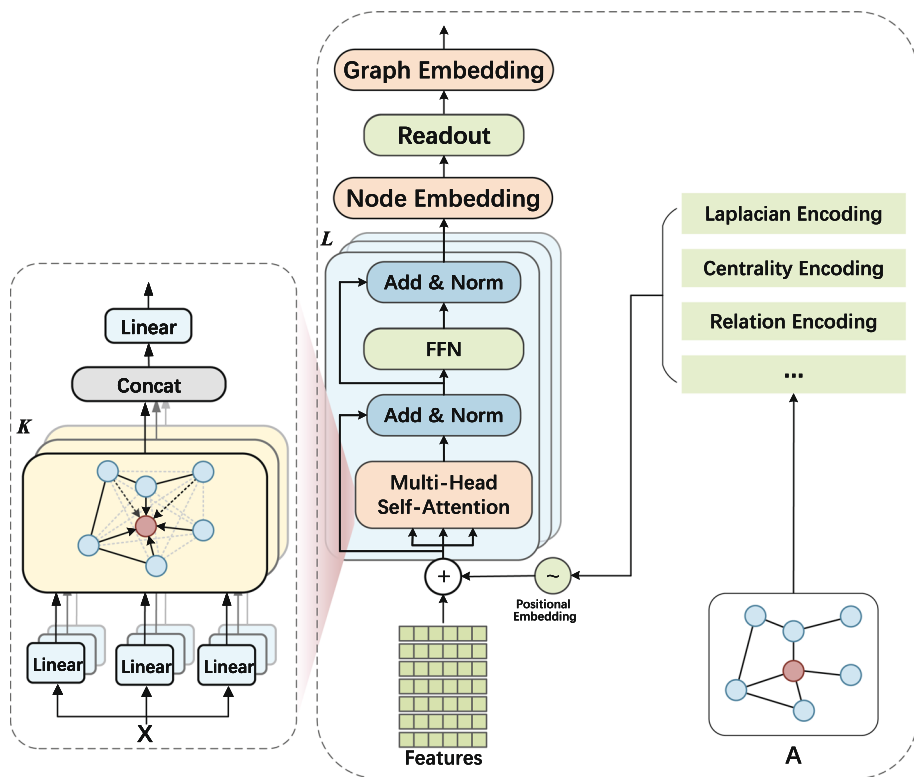 Graph Embedding
Readout
Node Embedding
L
Add & Norm
FFN
Add & Norm
Multi-Head
Self-Attention
+
~
Positional
Embedding
Features
Laplacian Encoding
Centrality Encoding
Relation Encoding
...
A
Linear
Concat
K
Linear
Linear
Linear
X